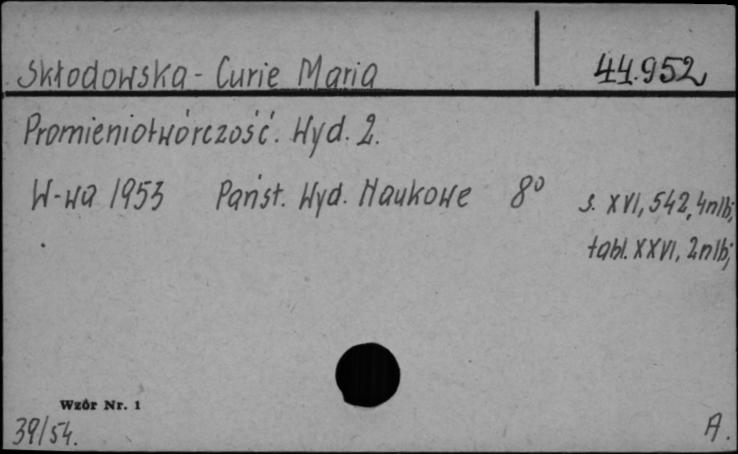 Skłodowska-Curie Maria 44.952
Promieniotwórczość. Wyd. 2.
W-wa 1953 Państ. Wyd. Naukowe 8° s. XVI, 542, 4nlb;
tabl. XXVI, 2nlb;
Wzór Nr. 1
39/54. A.